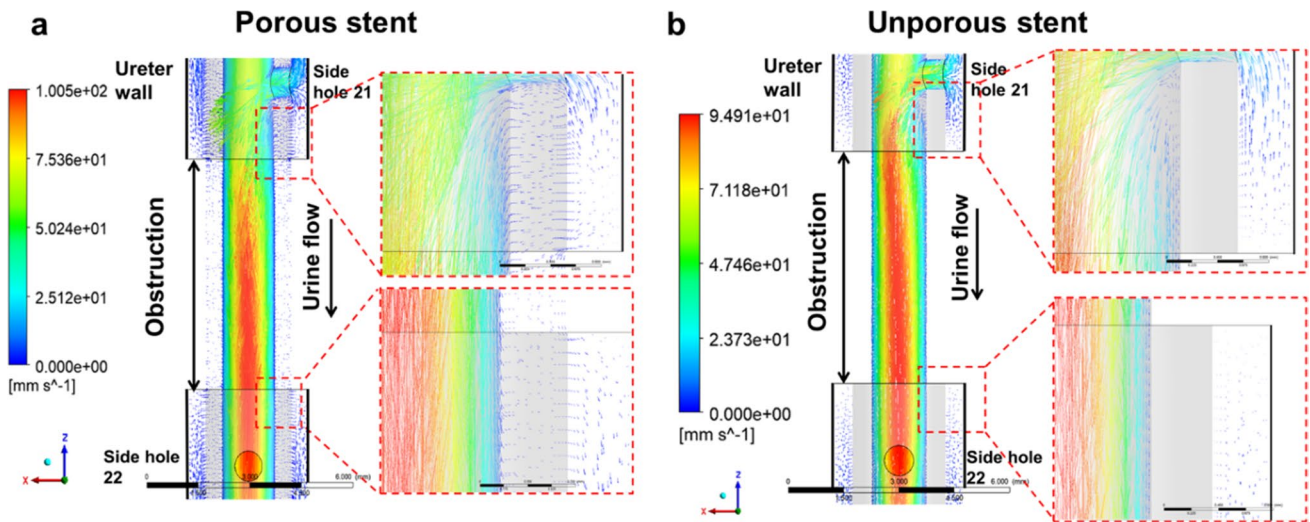 a
Porous stent
Ureter
wall
Side
hole 21
1.005e+02
7.536e+01
5.024e+01
2.512e+01
0.000e+00
[mm s^-1]
Obstruction
Urine flow
Side hole
22
z
x
0
3.000
6.000 (mm)
b
Unporous stent
Ureter
wall
Side
hole 21
9.491e+01
7.118e+01
4.746e+01
2.373e+01
0.000e+00
[mm s^-1]
Obstruction
Urine flow
Side hole
22
z
x
0
3.000
6.000 (mm)
1.500
4.500